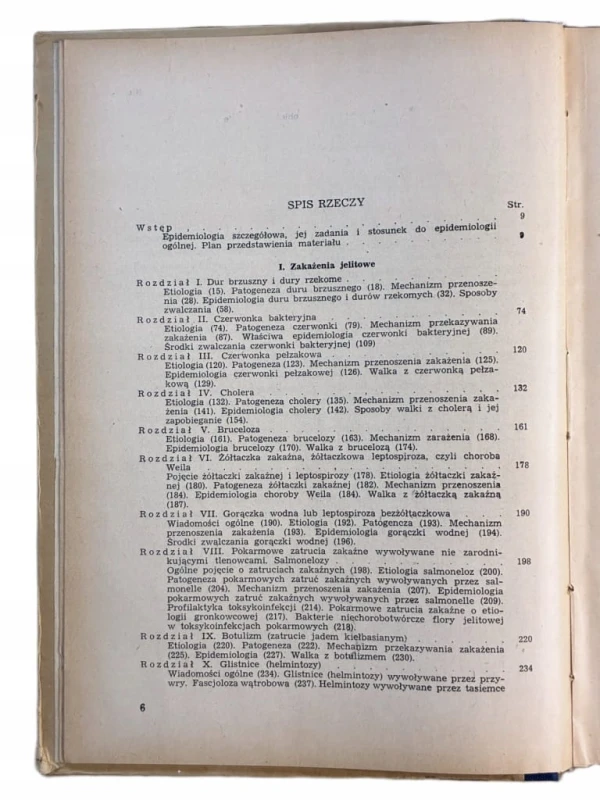 SPIS RZECZY
Str.
Wstęp . . . . . . . . . . . . . . . . 9
Epidemiologia szczegółowa, jej zadania i stosunek do epidemiologii
ogólnej. Plan przedstawienia materiału . . . . . . . . 9
I. Zakażenia jelitowe
Rozdział I. Dur brzuszny i dury rzekome . . . . . . . .
Etiologia (15). Patogeneza duru brzusznego (18). Mechanizm przenosze-
nia (28). Epidemiologia duru brzusznego i durów rzekomych (32). Sposoby
zwalczania (58).
Rozdział II. Czerwonka bakteryjna . . . . . . . . 74
Etiologia (74). Patogeneza czerwonki (79). Mechanizm przekazywania
zakażenia (87). Właściwa epidemiologia czerwonki bakteryjnej (89).
Środki zwalczania czerwonki bakteryjnej (109)
Rozdział III. Czerwonka pełzakowa . . . . . . . . 120
Etiologia (120). Patogeneza (123). Mechanizm przenoszenia zakażenia (125).
Epidemiologia czerwonki pełzakowej (126). Walka z czerwonką pełza-
kową (129).
Rozdział IV. Cholera . . . . . . . . 132
Etiologia (132). Patogeneza cholery (135). Mechanizm przenoszenia zaka-
żenia (141). Epidemiologia cholery (142). Sposoby walki z cholerą i jej
zapobieganie (154).
Rozdział V. Bruceloza . . . . . . . . 161
Etiologia (161). Patogeneza brucelozy (163). Mechanizm zarażenia (168).
Epidemiologia brucelozy (170). Walka z brucelozą (174).
Rozdział VI. Żółtaczka zakaźna, żółtaczkowa leptospiroza, czyli choroba
Weila . . . . . . . . 178
Pojęcie żółtaczki zakaźnej i leptospirozy (178). Etiologia żółtaczki zakaź-
nej (180). Patogeneza żółtaczki zakaźnej (182). Mechanizm przenoszenia
(184). Epidemiologia choroby Weila (184). Walka z żółtaczką zakaźną
(187).
Rozdział VII. Gorączka wodna lub leptospiroza bezżółtaczkowa . . . 190
Wiadomości ogólne (190). Etiologia (192). Patogeneza (193). Mechanizm
przenoszenia zakażenia (193). Epidemiologia gorączki wodnej (194).
Środki zwalczania gorączki wodnej (196).
Rozdział VIII. Pokarmowe zatrucia zakaźne wywoływane nie zarodni-
kującymi tlenowcami. Salmonelozy . . . . . . . . 198
Ogólne pojęcie o zatruciach zakaźnych (198). Etiologia salmoneloz (200).
Patogeneza pokarmowych zatruć zakaźnych wywoływanych przez sal-
monelle (204). Mechanizm przenoszenia zakażenia (207). Epidemiologia
pokarmowych zatruć zakaźnych wywoływanych przez salmonelle (209).
Profilaktyka toksykoinfekcji (214). Pokarmowe zatrucia zakaźne o etio-
logii gronkowcowej (217). Bakterie niechorobotwórcze flory jelitowej
w toksykoinfekcjach pokarmowych (218).
Rozdział IX. Botulizm (zatrucie jadem kiełbasianym) . . . . 220
Etiologia (220). Patogeneza (222). Mechanizm przekazywania zakażenia
(225). Epidemiologia (227). Walka z botulizmem (230).
Rozdział X. Glistnice (helmintozy) . . . . . . . . 234
Wiadomości ogólne (234). Glistnice (helmintozy) wywoływane przez przy-
wry. Fascjoloza wątrobowa (237). Helmintozy wywoływane przez tasiemce
6